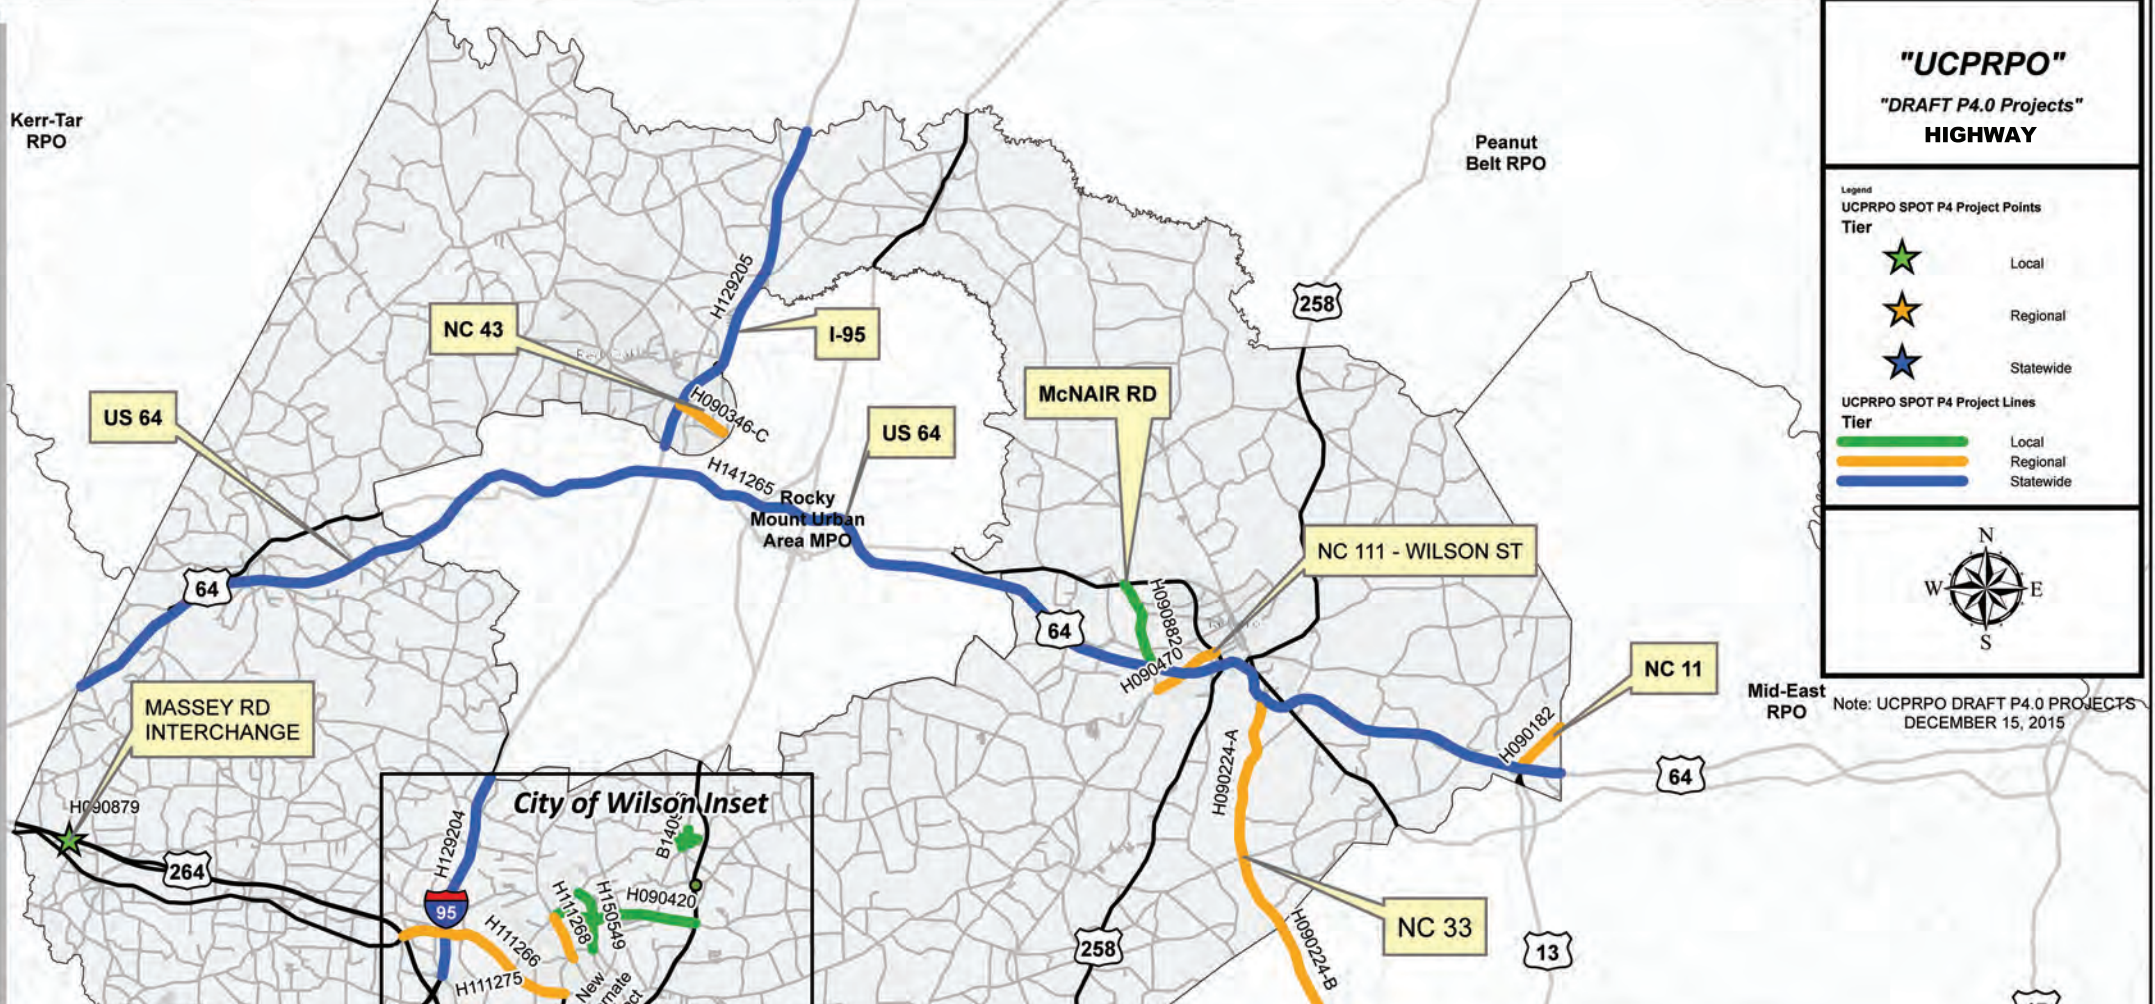 "UCPRPO"
"DRAFT P4.0 Projects"
HIGHWAY
Legend
UCPRPO SPOT P4 Project Points
Tier
Local
Regional
Statewide
UCPRPO SPOT P4 Project Lines
Tier
Local
Regional
Statewide
N
W
E
S
Note: UCPRPO DRAFT P4.0 PROJECTS
DECEMBER 15, 2015
Kerr-Tar
RPO
Peanut
Belt RPO
258
H129205
NC 43
I-95
H090346-C
US 64
McNAIR RD
US 64
H141265
Rocky
Mount Urban
Area MPO
NC 111 - WILSON ST
64
H090882
64
H090470
NC 11
Mid-East
RPO
MASSEY RD
INTERCHANGE
H090182
H090224-A
64
H090879
City of Wilson Inset
H129204
264
H090420
95
H111268
H150549
H111266
NC 33
H090224-B
258
13
H111275
New